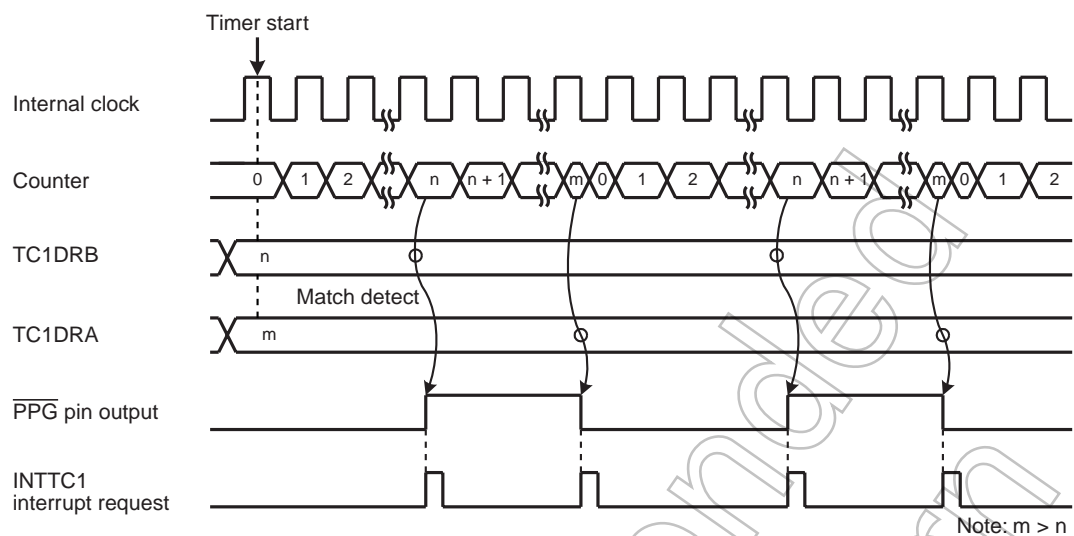 Timer start
Internal clock
Counter
0 1 2 n n + 1 m 0 1 2 n n + 1 m 0 1 2
TC1DRB
n
Match detect
TC1DRA
m
PPG pin output
INTTC1
interrupt request
Note: m > n